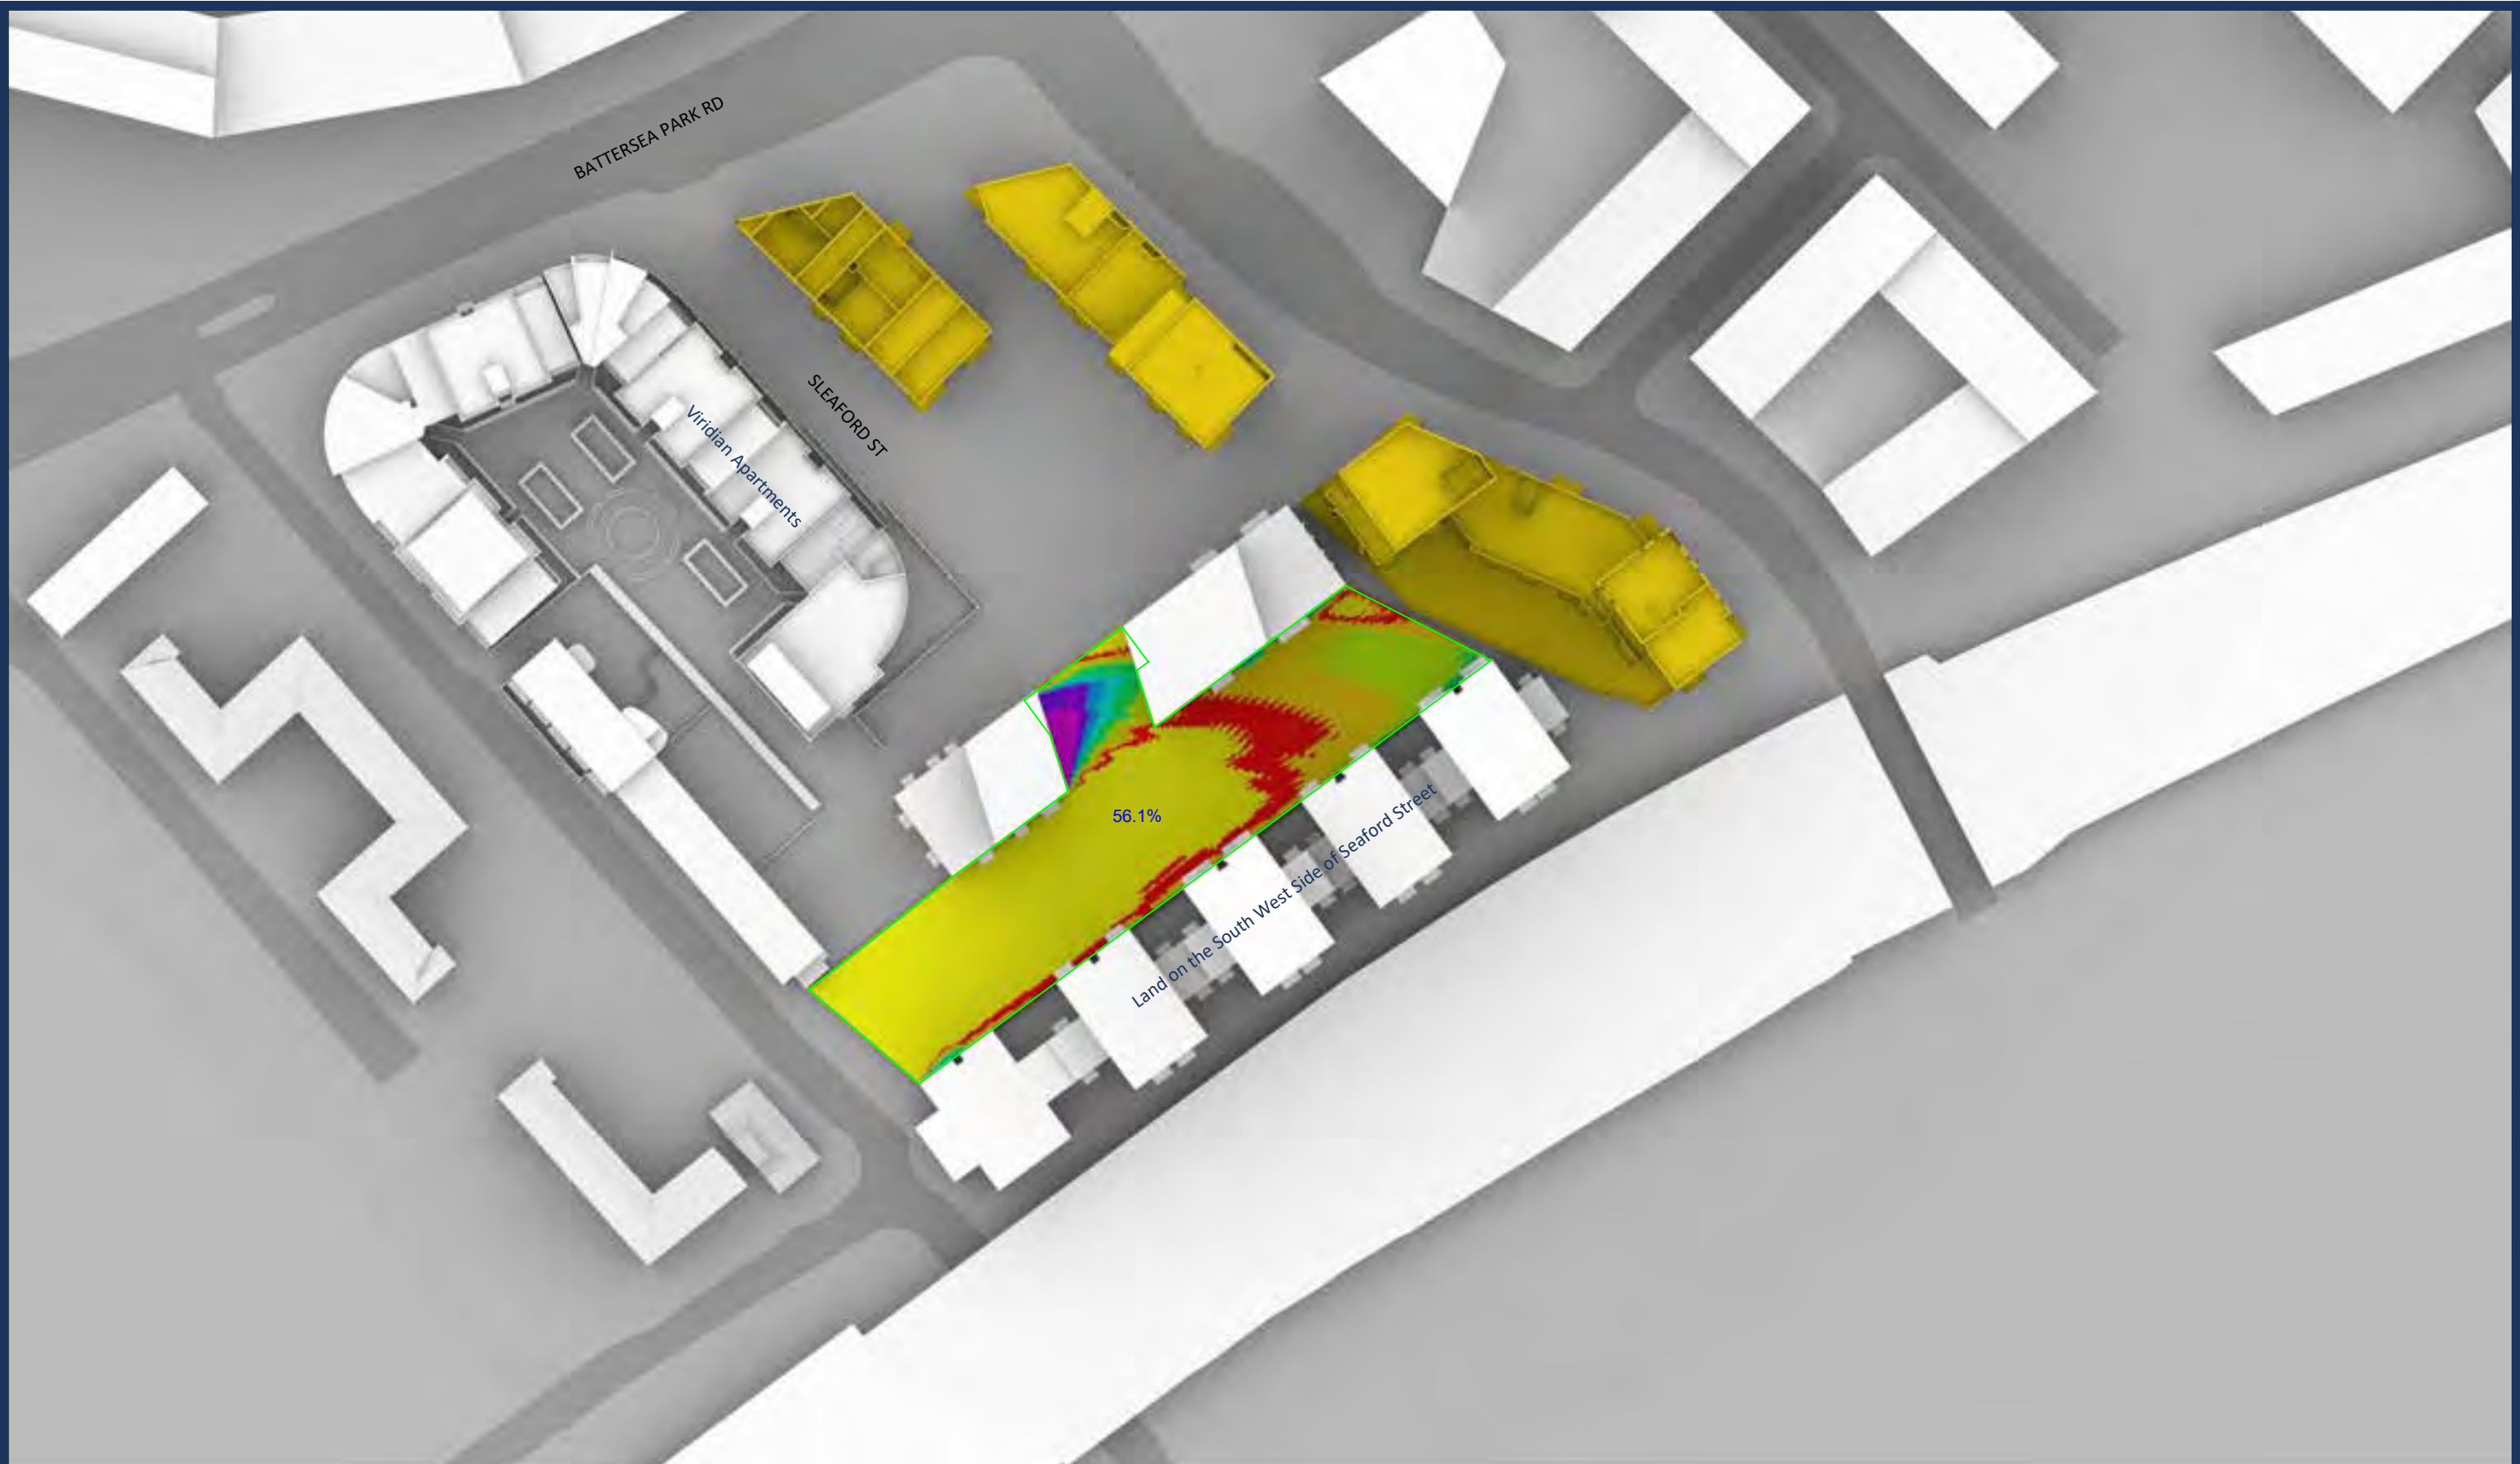 BATTERSEA PARK RD
SLEAFORD ST
Viridian Apartments
56.1%
Land on the South West Side of Seaford Street